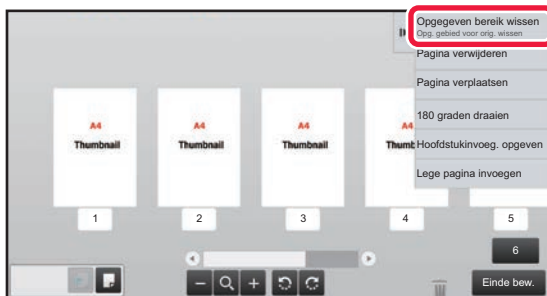 Opgegeven bereik wissen
Opg. gebied voor orig. wissen
Pagina verwijderen
Pagina verplaatsen
180 graden draaien
Hoofdstukinvoeg. opgeven
Lege pagina invoegen
A4
Thumbnail
A4
Thumbnail
A4
Thumbnail
A4
Thumb
1
2
3
4
5
6
Einde bew.